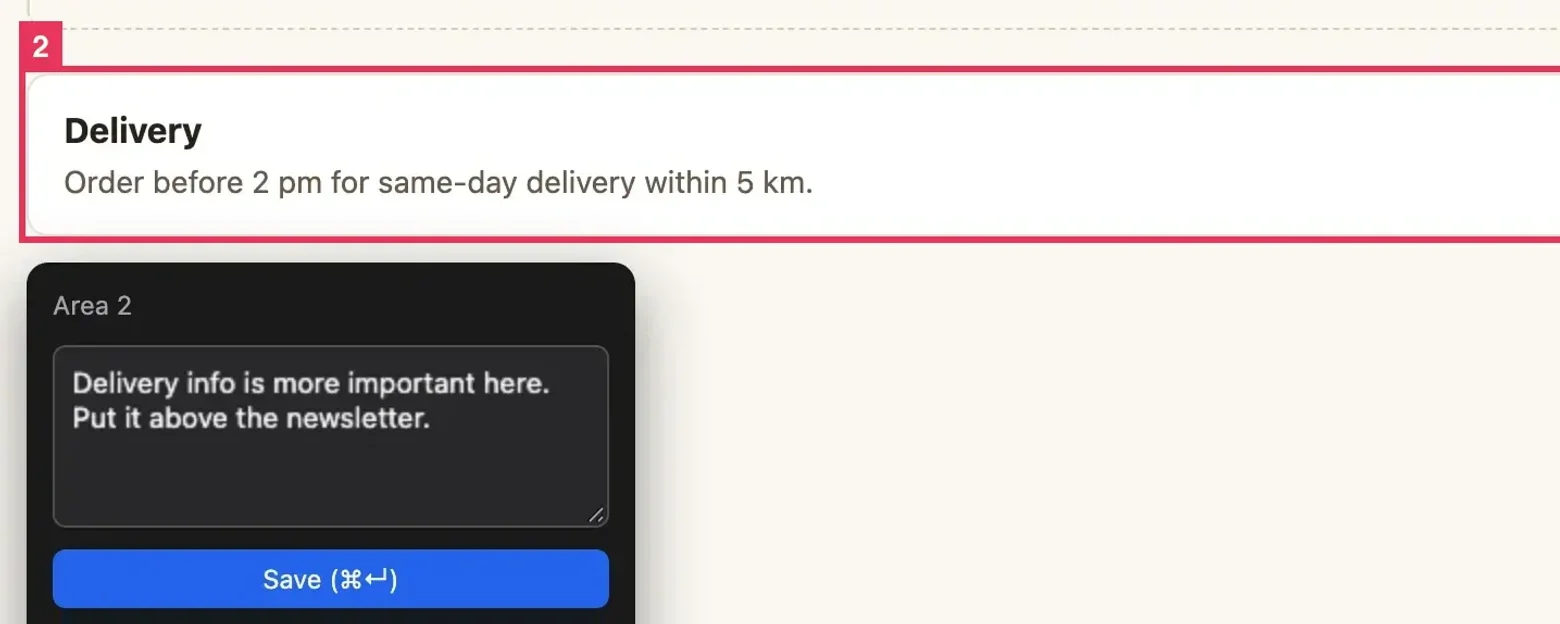 2
Delivery
Order before 2 pm for same-day delivery within 5 km.
Area 2
Delivery info is more important here.
Put it above the newsletter.
Save (⌘↵)